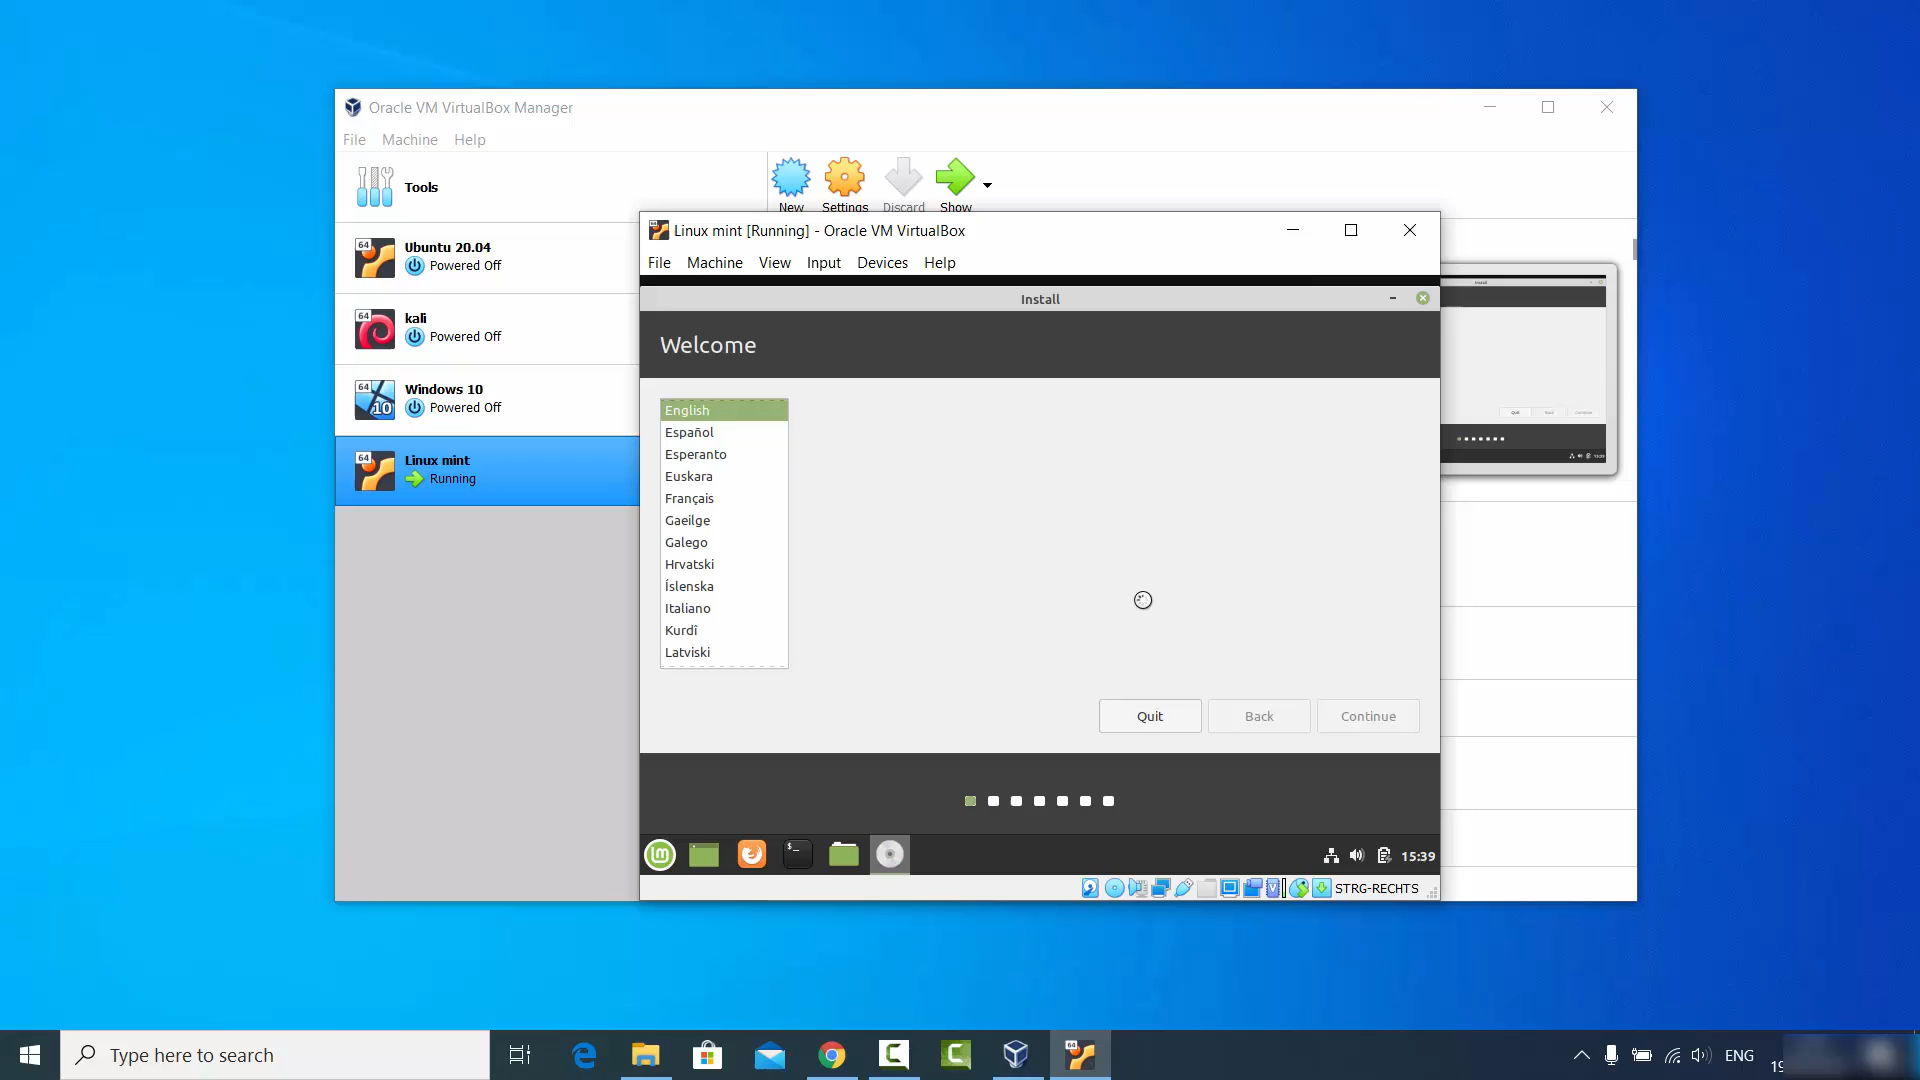 Oracle VM VirtualBox Manager
File Machine Help
Tools
New Settings Discard Show
Ubuntu 20.04
Powered Off
kali
Powered Off
Windows 10
Powered Off
Linux mint
Running
Linux mint [Running] - Oracle VM VirtualBox
File Machine View Input Devices Help
Install
Welcome
English
Español
Esperanto
Euskara
Français
Gaeilge
Galego
Hrvatski
Íslenska
Italiano
Kurdî
Latviski
Quit Back Continue
15:39
STRG-RECHTS
Type here to search
ENG